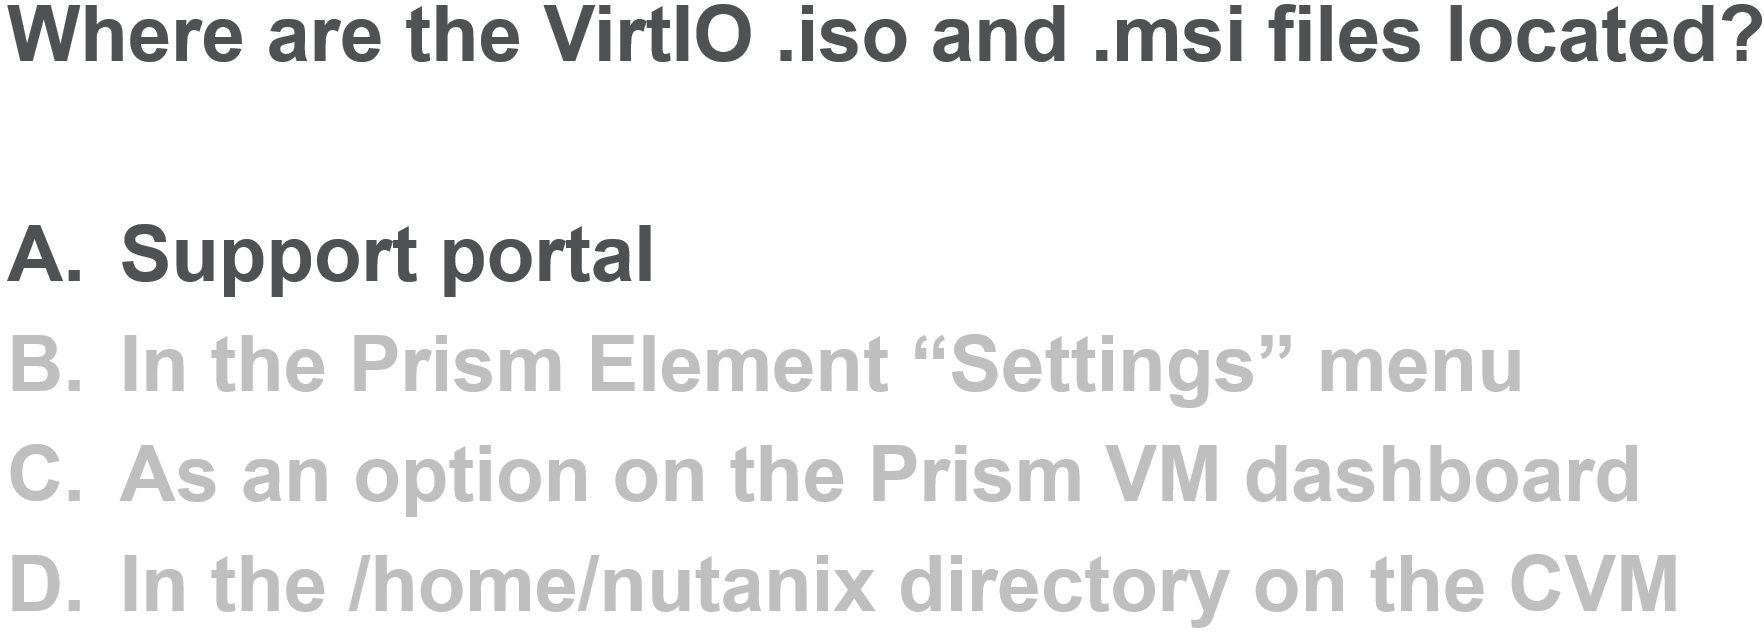 Where are the VirtIO .iso and .msi files located?
A. Support portal
B. In the Prism Element “Settings” menu
C. As an option on the Prism VM dashboard
D. In the /home/nutanix directory on the CVM